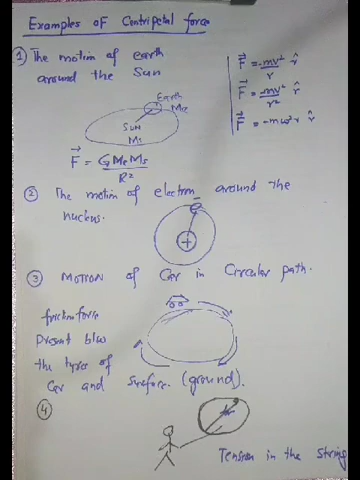 Examples of Centripetal force
① The motion of earth
around the Sun
Earth
Me
SUN
Ms
F = G Me Ms / R²
F = -mv² / r r̂
F = -mv² / r² r̂
F = -mω²r r̂
② The motion of electron around the
nucleus.
e
+
③ MOTION of Car in Circular path.
friction force
Present b/w
the tyres of
Car and Surface. (ground).
④
Tension in the string